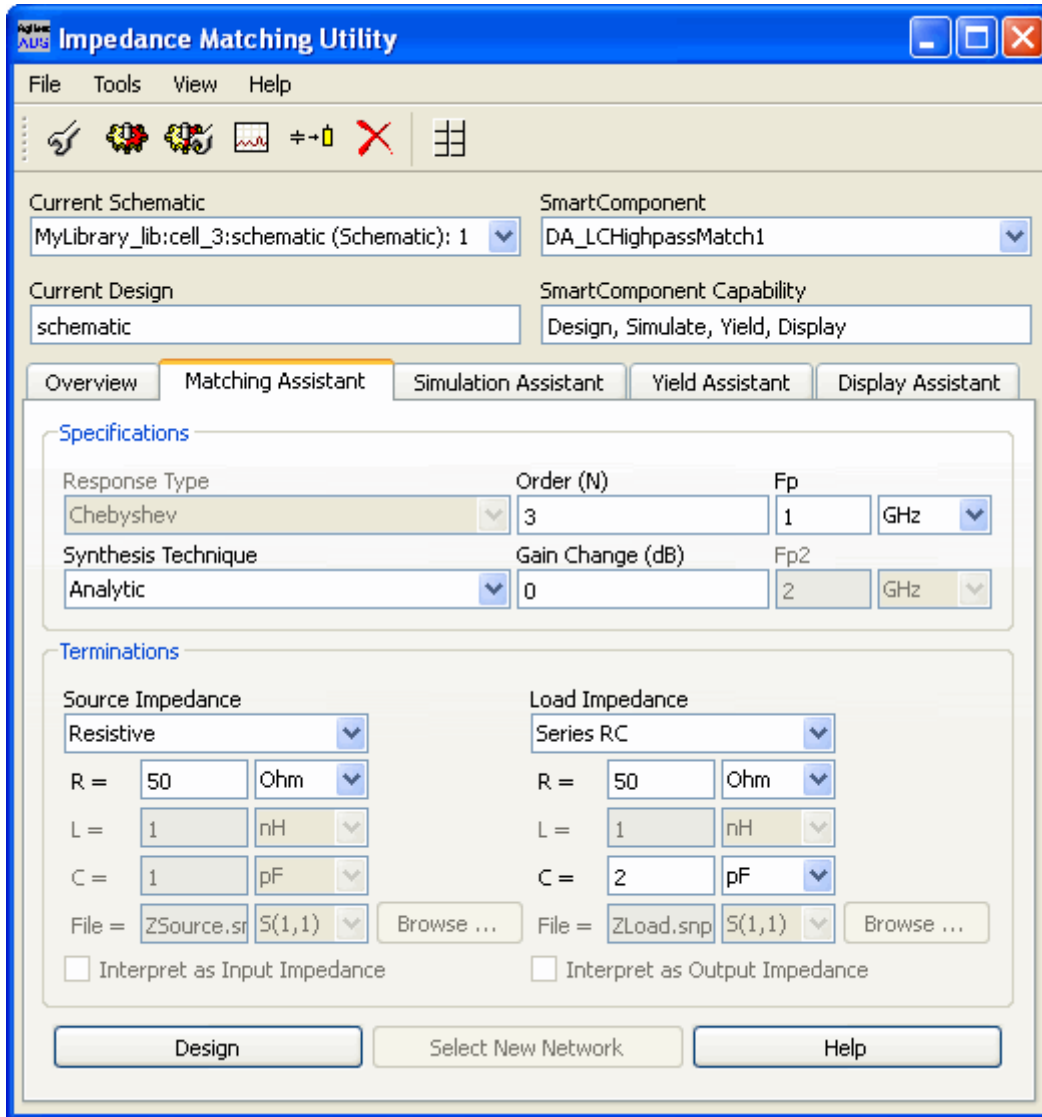 Agilent
ADS
Impedance Matching Utility
File Tools View Help
Current Schematic SmartComponent
MyLibrary_lib:cell_3:schematic (Schematic): 1 DA_LCHighpassMatch1
Current Design SmartComponent Capability
schematic Design, Simulate, Yield, Display
Overview Matching Assistant Simulation Assistant Yield Assistant Display Assistant
Specifications
Response Type Order (N) Fp
Chebyshev 3 1 GHz
Synthesis Technique Gain Change (dB) Fp2
Analytic 0 2 GHz
Terminations
Source Impedance Load Impedance
Resistive Series RC
R = 50 Ohm R = 50 Ohm
L = 1 nH L = 1 nH
C = 1 pF C = 2 pF
File = ZSource.sr S(1,1) Browse ... File = ZLoad.snp S(1,1) Browse ...
Interpret as Input Impedance Interpret as Output Impedance
Design Select New Network Help